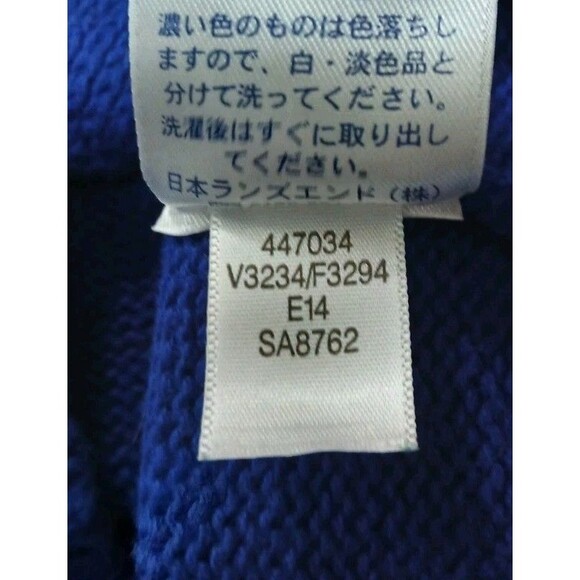 濃い色のものは色落ちし
ますので、白・淡色品と
分けて洗ってください。
洗濯後はすぐに取り出し
てください。
日本ランズエンド（株）
447034
V3234/F3294
E14
SA8762